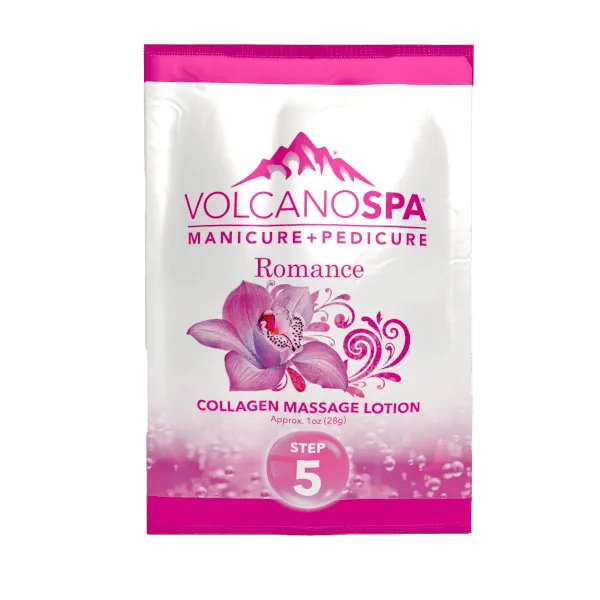 VOLCANOSPA®
MANICURE+PEDICURE
Romance
COLLAGEN MASSAGE LOTION
Approx. 1oz (28g)
STEP
5